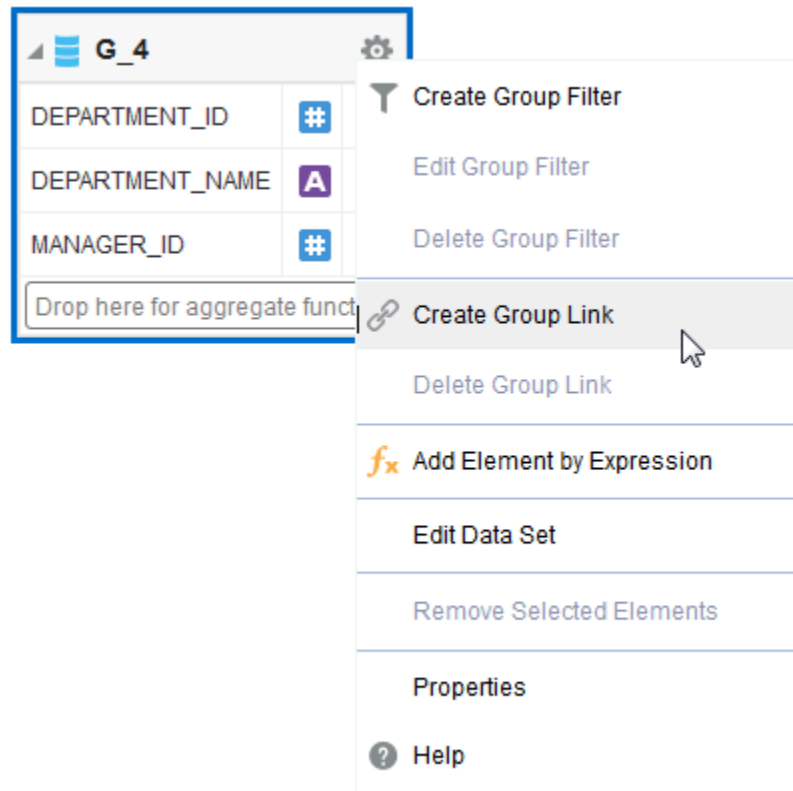 G_4
DEPARTMENT_ID #
DEPARTMENT_NAME A
MANAGER_ID #
Drop here for aggregate funct
Create Group Filter
Edit Group Filter
Delete Group Filter
Create Group Link
Delete Group Link
fx Add Element by Expression
Edit Data Set
Remove Selected Elements
Properties
? Help